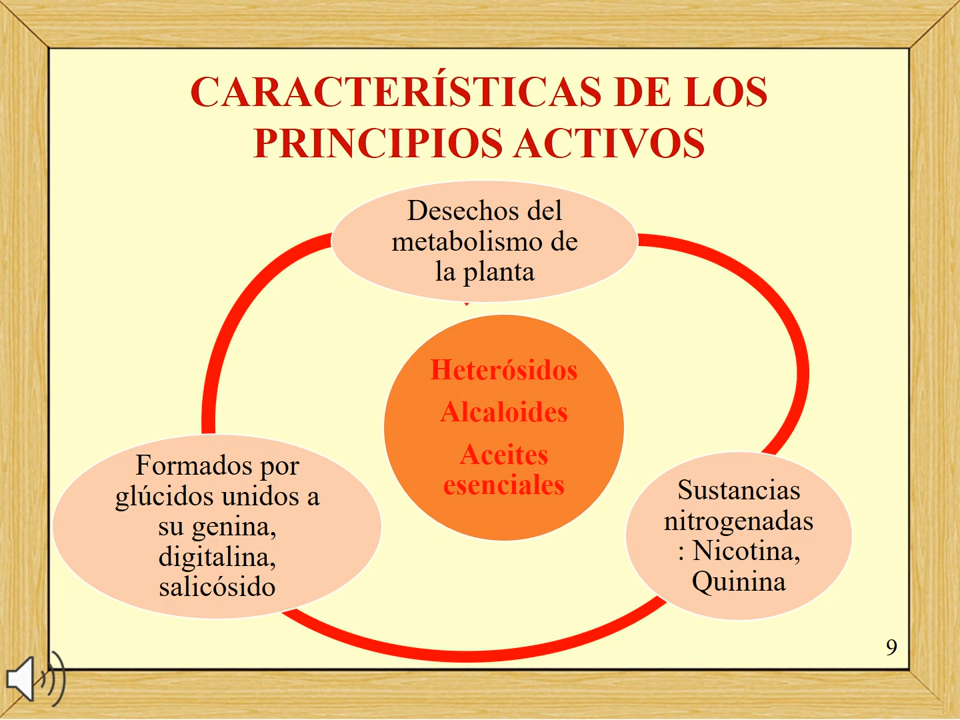 CARACTERÍSTICAS DE LOS
PRINCIPIOS ACTIVOS
Desechos del
metabolismo de
la planta
Heterósidos
Alcaloides
Aceites
esenciales
Formados por
glúcidos unidos a
su genina,
digitalina,
salicósido
Sustancias
nitrogenadas
: Nicotina,
Quinina
9